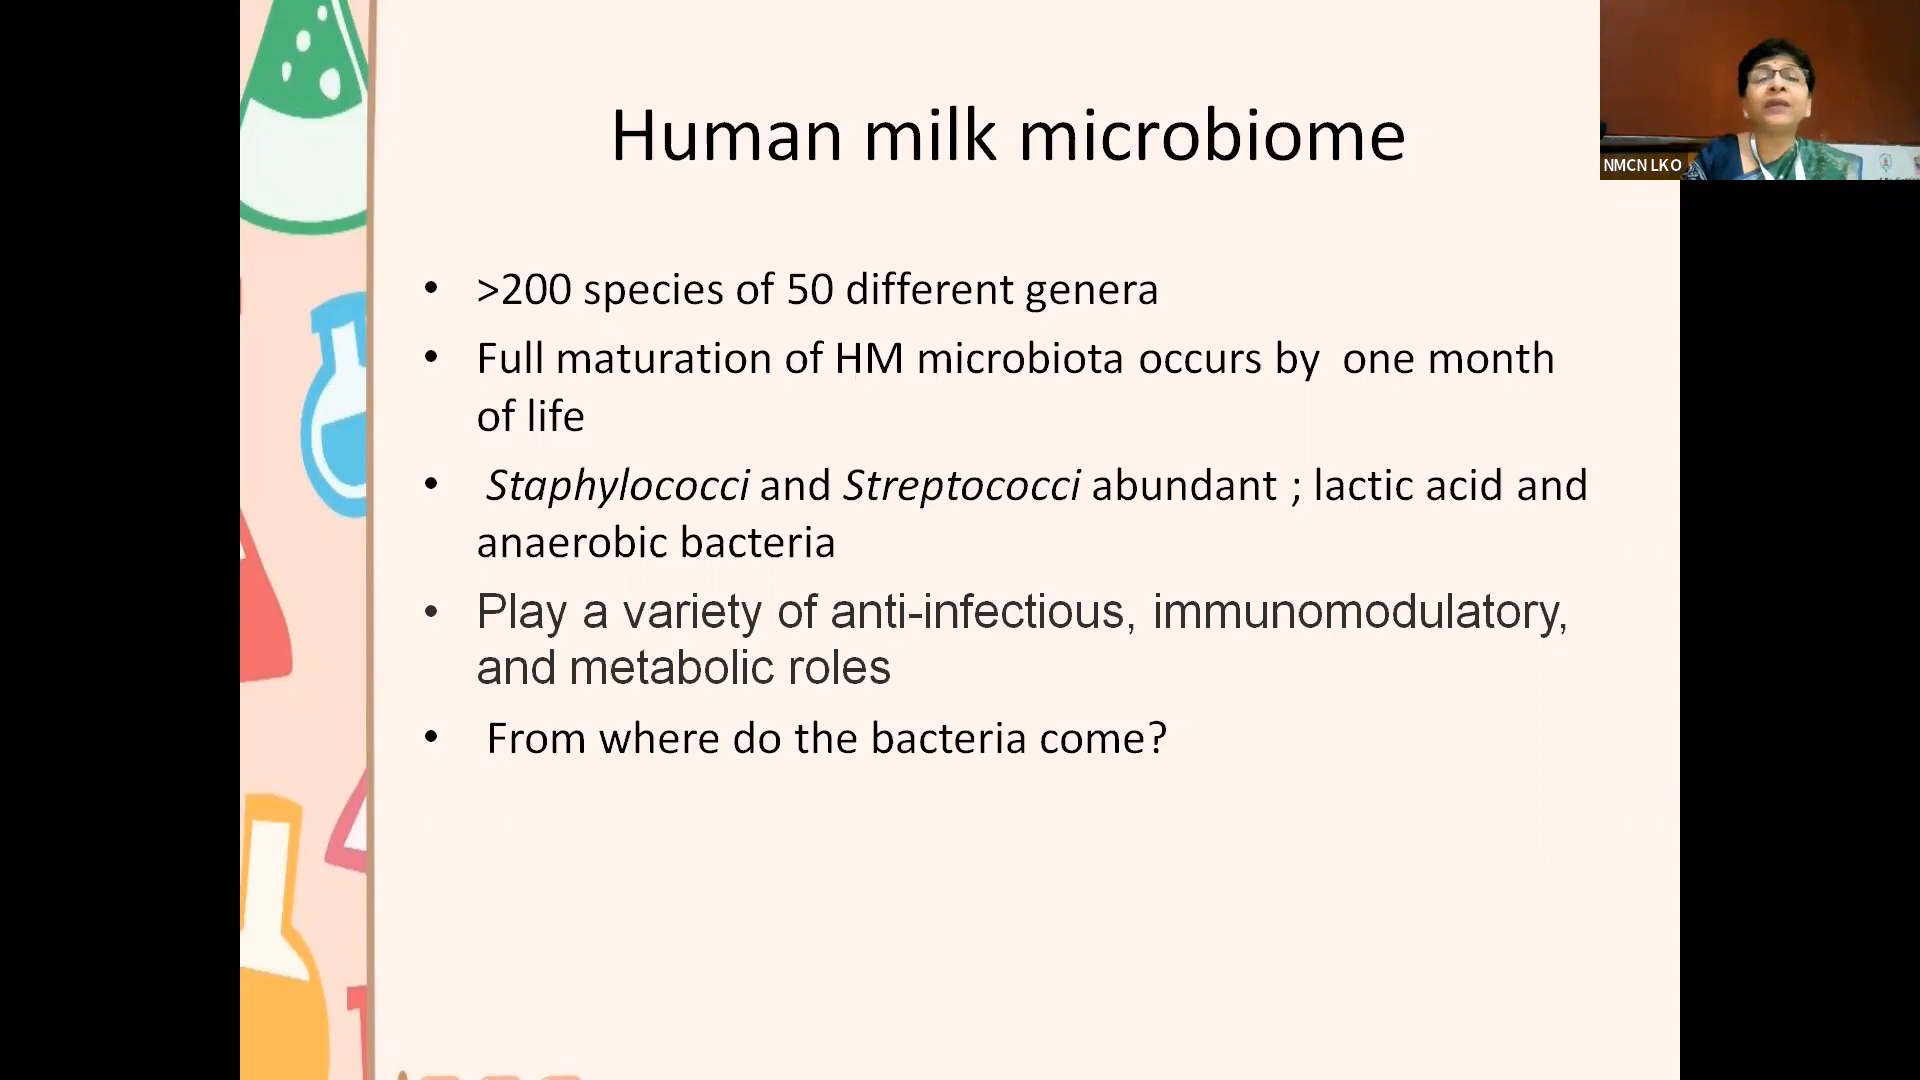 Human milk microbiome
NMCN LKO
• >200 species of 50 different genera
• Full maturation of HM microbiota occurs by  one month
of life
• Staphylococci and Streptococci abundant ; lactic acid and
anaerobic bacteria
• Play a variety of anti-infectious, immunomodulatory,
and metabolic roles
• From where do the bacteria come?